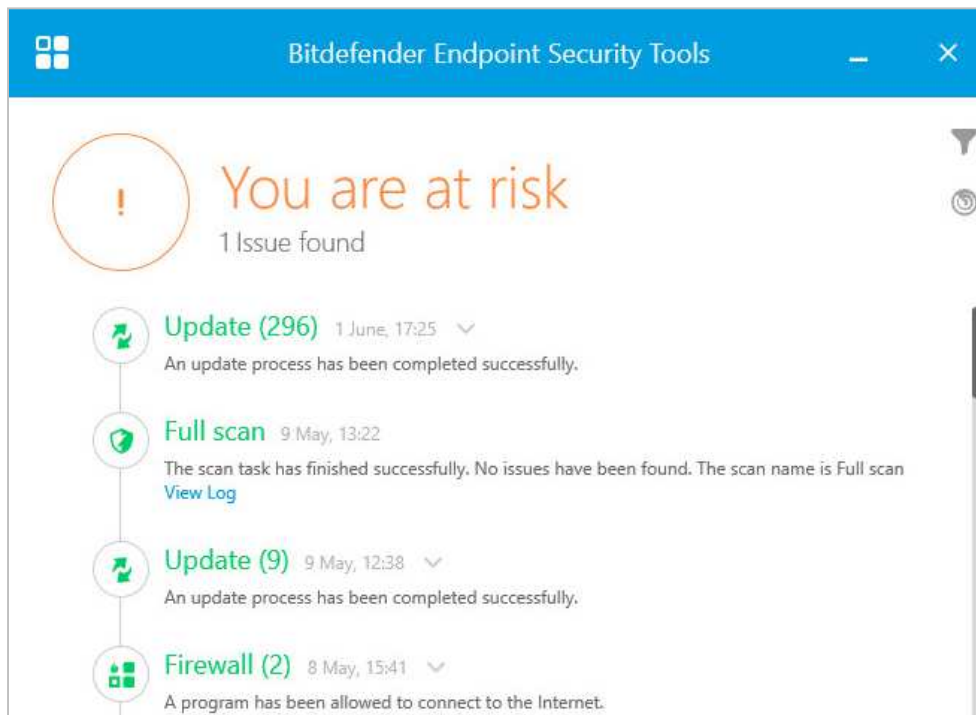 Bitdefender Endpoint Security Tools
You are at risk
1 Issue found
Update (296) 1 June, 17:25
An update process has been completed successfully.
Full scan 9 May, 13:22
The scan task has finished successfully. No issues have been found. The scan name is Full scan
View Log
Update (9) 9 May, 12:38
An update process has been completed successfully.
Firewall (2) 8 May, 15:41
A program has been allowed to connect to the Internet.